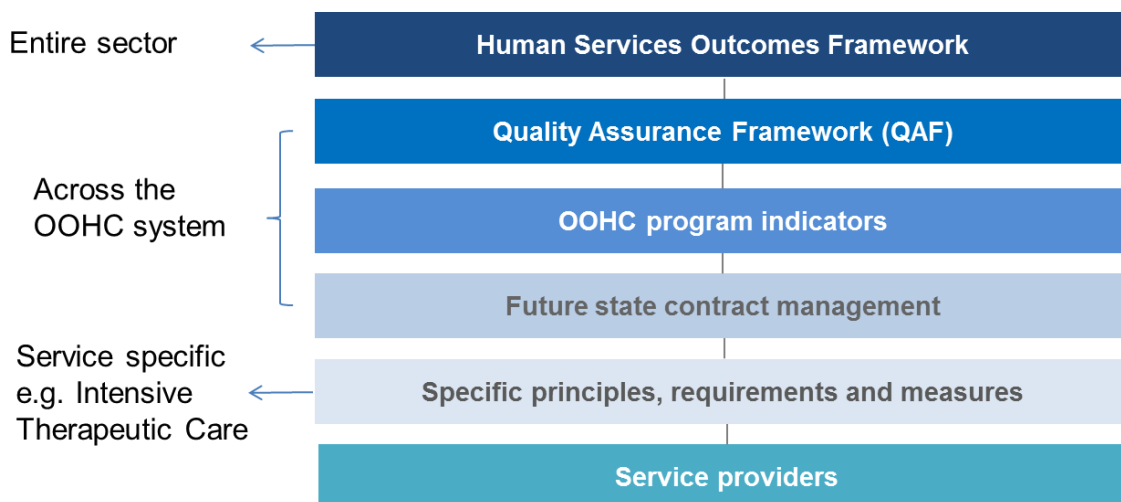 Entire sector
Human Services Outcomes Framework
Quality Assurance Framework (QAF)
Across the
OOHC system
OOHC program indicators
Future state contract management
Service specific
e.g. Intensive
Therapeutic Care
Specific principles, requirements and measures
Service providers